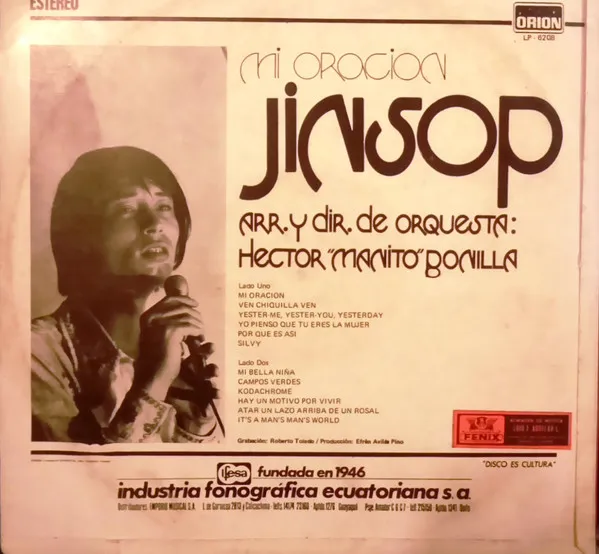 ESTEREO
ORION
LP - 6208
mi oracion
JINSOP
ARR. y dir. de ORQUESTA:
HECTOR "MANITO" BONILLA
Lado Uno
MI ORACION
VEN CHIQUILLA VEN
YESTER-ME, YESTER-YOU, YESTERDAY
YO PIENSO QUE TU ERES LA MUJER
POR QUE ES ASI
SILVY
Lado Dos
MI BELLA NIÑA
CAMPOS VERDES
KODACHROME
HAY UN MOTIVO POR VIVIR
ATAR UN LAZO ARRIBA DE UN ROSAL
IT'S A MAN'S MAN'S WORLD
Grabación: Roberto Toledo / Producción: Efrén Avilés Pino
FENIX
"DISCO ES CULTURA"
ifesa fundada en 1946
industria fonográfica ecuatoriana s.a.
Distribuidores: EMPORIO MUSICAL S.A.